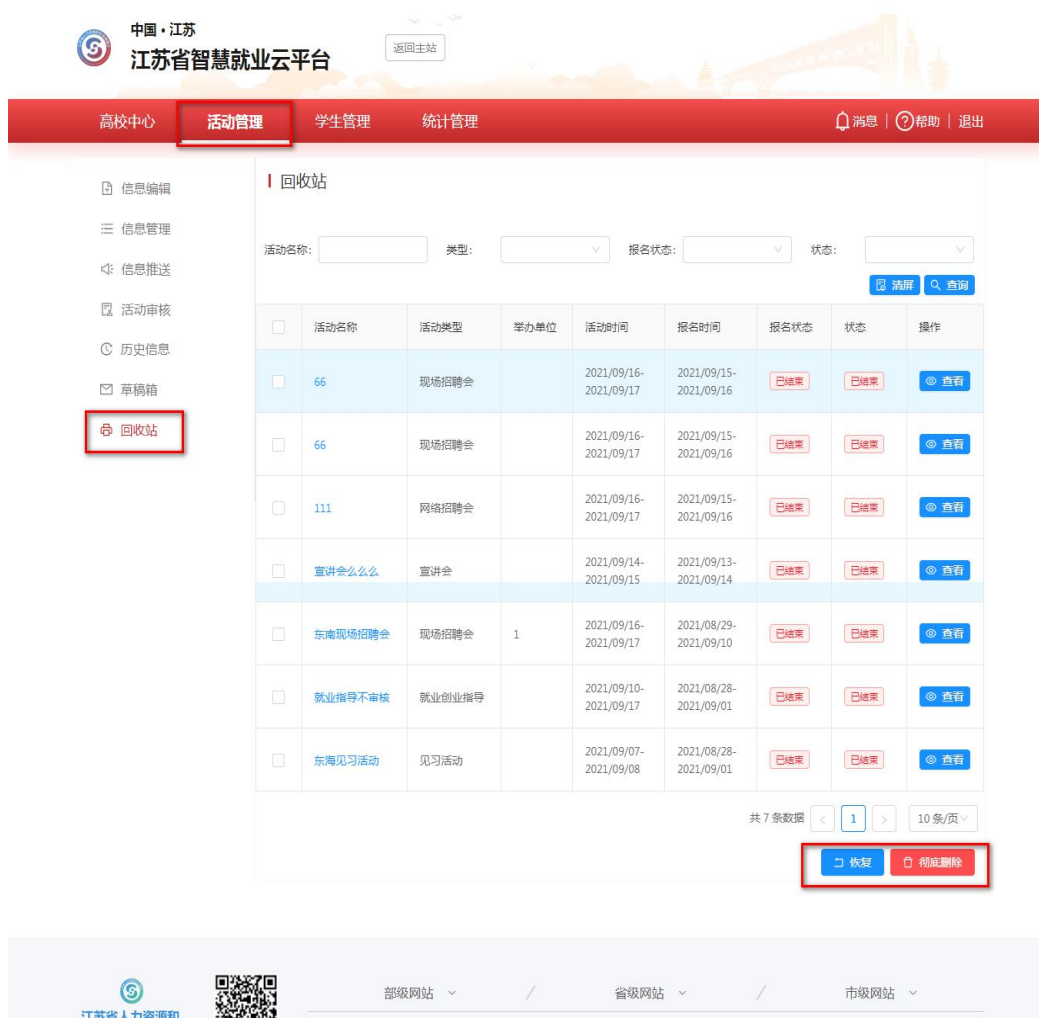 中国·江苏
江苏省智慧就业云平台
返回主站
高校中心 活动管理 学生管理 统计管理 消息 | ?帮助 | 退出
信息编辑
信息管理
信息推送
活动审核
历史信息
草稿箱
回收站
回收站
活动名称: 类型: 报名状态: 状态:
清屏 查询
活动名称 活动类型 举办单位 活动时间 报名时间 报名状态 状态 操作
66 现场招聘会 2021/09/16-2021/09/17 2021/09/15-2021/09/16 已结束 已结束 查看
66 现场招聘会 2021/09/16-2021/09/17 2021/09/15-2021/09/16 已结束 已结束 查看
111 网络招聘会 2021/09/16-2021/09/17 2021/09/15-2021/09/16 已结束 已结束 查看
宣讲会么么么 宣讲会 2021/09/14-2021/09/15 2021/09/13-2021/09/14 已结束 已结束 查看
东南现场招聘会 现场招聘会 1 2021/09/16-2021/09/17 2021/08/29-2021/09/10 已结束 已结束 查看
就业指导不审核 就业创业指导 2021/09/10-2021/09/17 2021/08/28-2021/09/01 已结束 已结束 查看
东海见习活动 见习活动 2021/09/07-2021/09/08 2021/08/28-2021/09/01 已结束 已结束 查看
共 7 条数据 < 1 > 10 条/页
恢复 彻底删除
部级网站 / 省级网站 / 市级网站
江苏省人力资源和